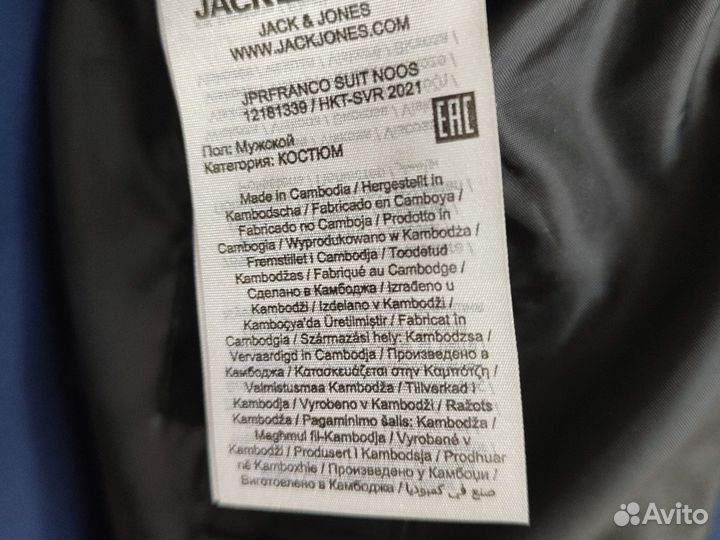 JACK
JACK & JONES
WWW.JACKJONES.COM
JPRFRANCO SUIT NOOS
12181339 / HKT-SVR 2021
EAC
Пол: Мужской
Категория: КОСТЮМ
Made in Cambodia / Hergestellt in
Kambodscha / Fabricado en Camboya /
Fabricado no Camboja / Prodotto in
Cambogia / Wyprodukowano w Kambodża /
Fremstillet i Cambodja / Toodetud
Kambodžas / Fabriqué au Cambodge /
Сделано в Камбоджа / Izrađeno u
Kambodži / Izdelano v Kambodži /
Kamboçya'da Üretilmiştir / Fabricat în
Cambodgia / Származási hely: Kambodzsa /
Vervaardigd in Cambodja / Произведено в
Камбоджа / Κατασκευάζεται στην Καμπότζη /
Valmistusmaa Kambodža / Tillverkad i
Kambodja / Vyrobeno v Kambodži / Ražots
Kambodža / Pagaminimo šalis: Kambodža /
Magħmul fil-Kambodja / Vyrobené v
Kambodži / Produsert i Kambodsja / Prodhuar
në Kamboxhie / Произведено у Камбоџи /
Виготовлено в Камбоджа / صنع في كمبوديا
Avito